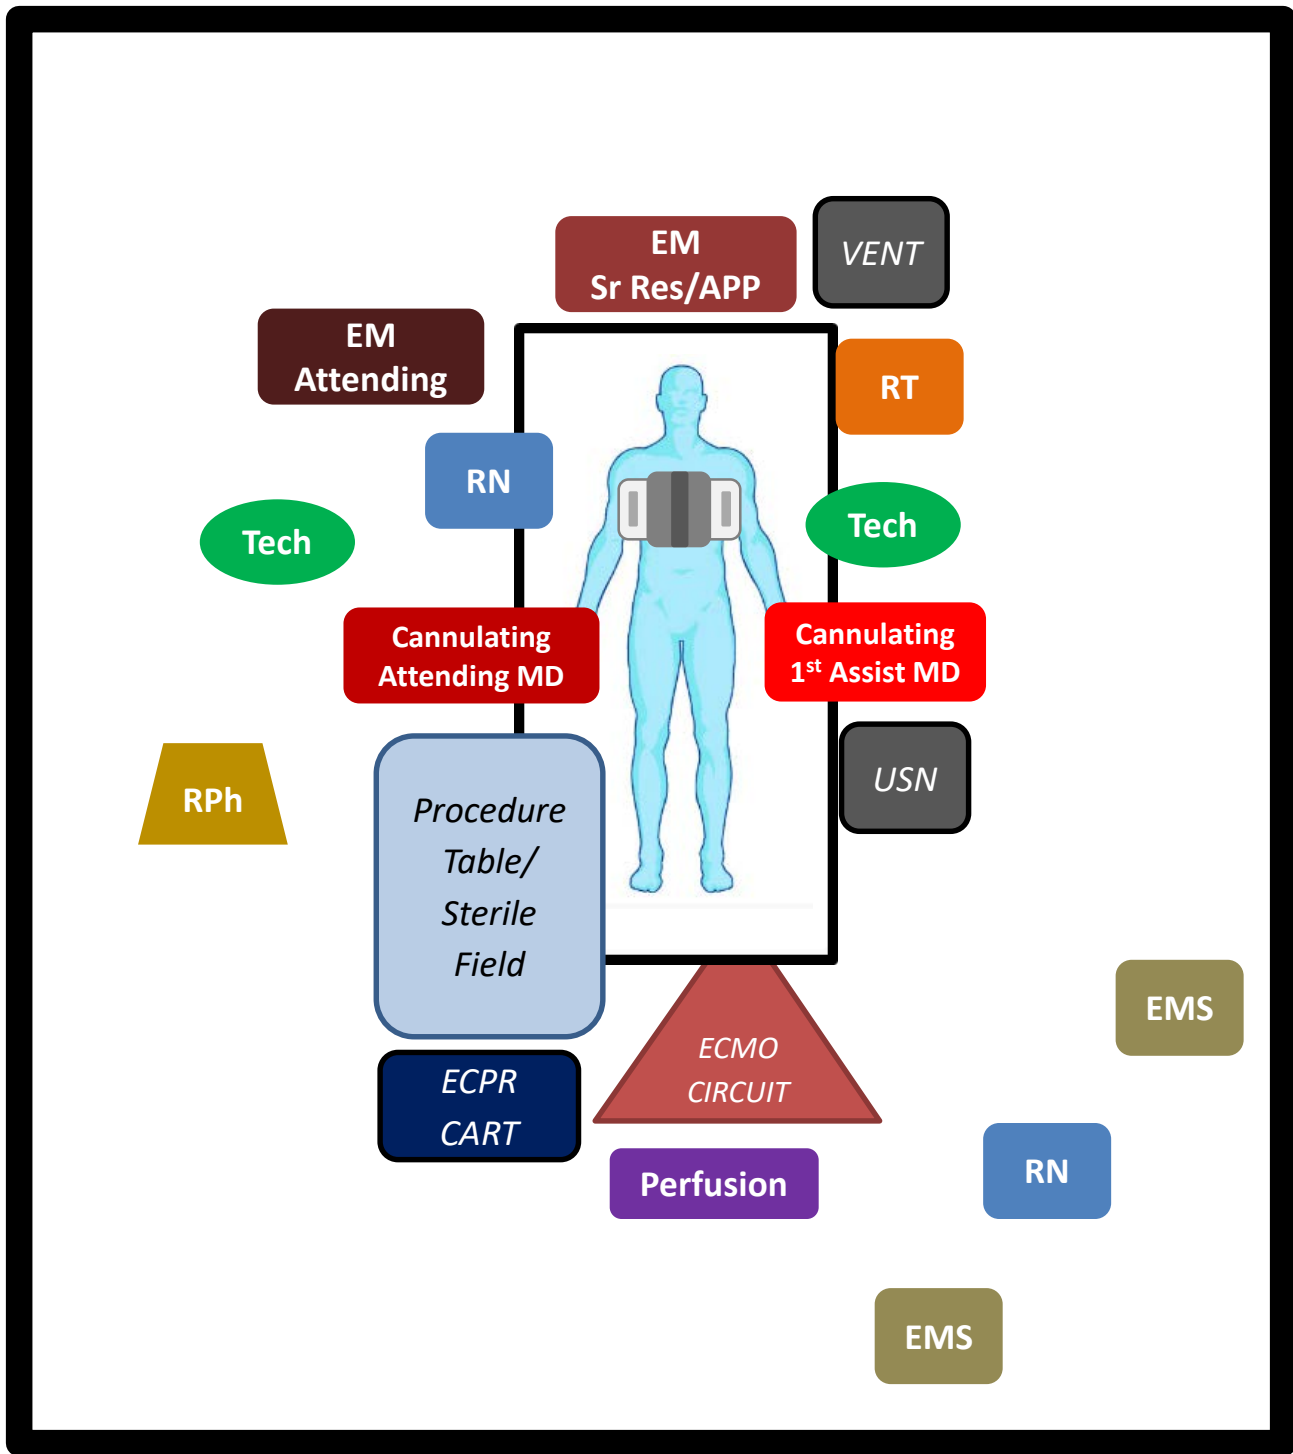 EM
Sr Res/APP
VENT
EM
Attending
RT
RN
Tech
Tech
Cannulating
Attending MD
Cannulating
1st Assist MD
RPh
Procedure
Table/
Sterile
Field
USN
EMS
ECMO
CIRCUIT
ECPR
CART
Perfusion
RN
EMS